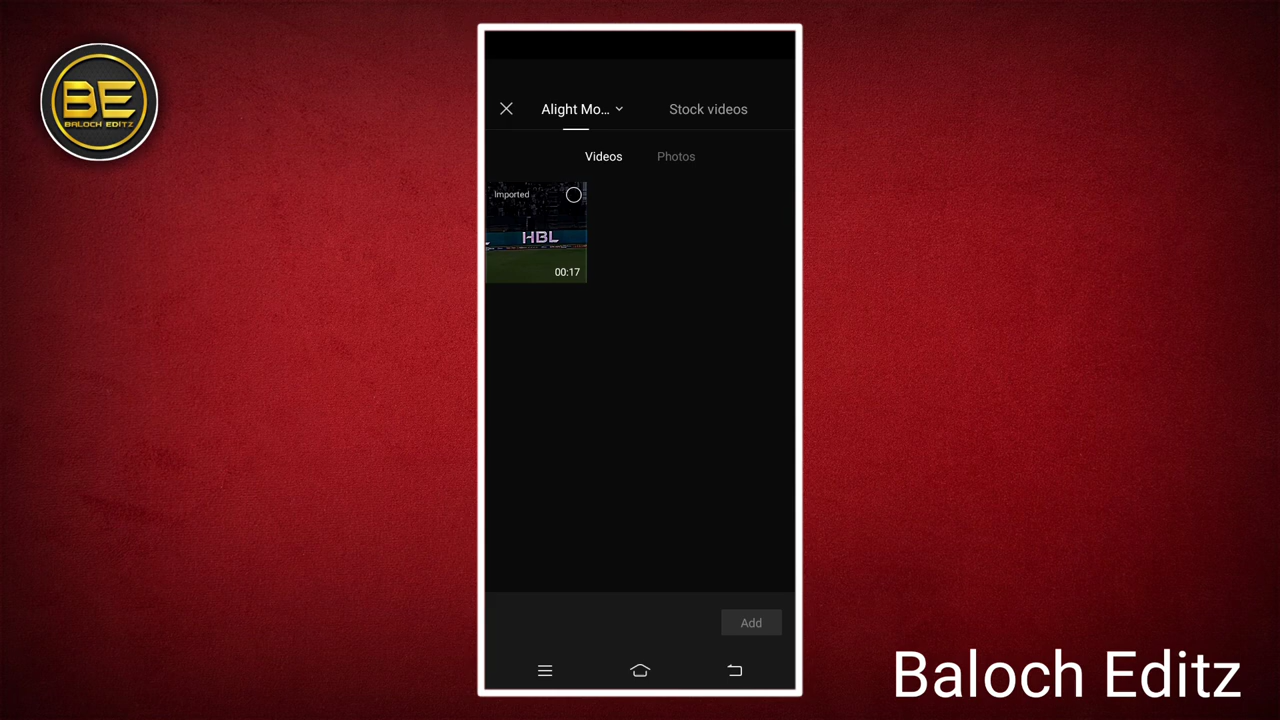 BE
BALOCH EDITZ
Alight Mo...
Stock videos
Videos
Photos
Imported
HBL
00:17
Add
Baloch Editz